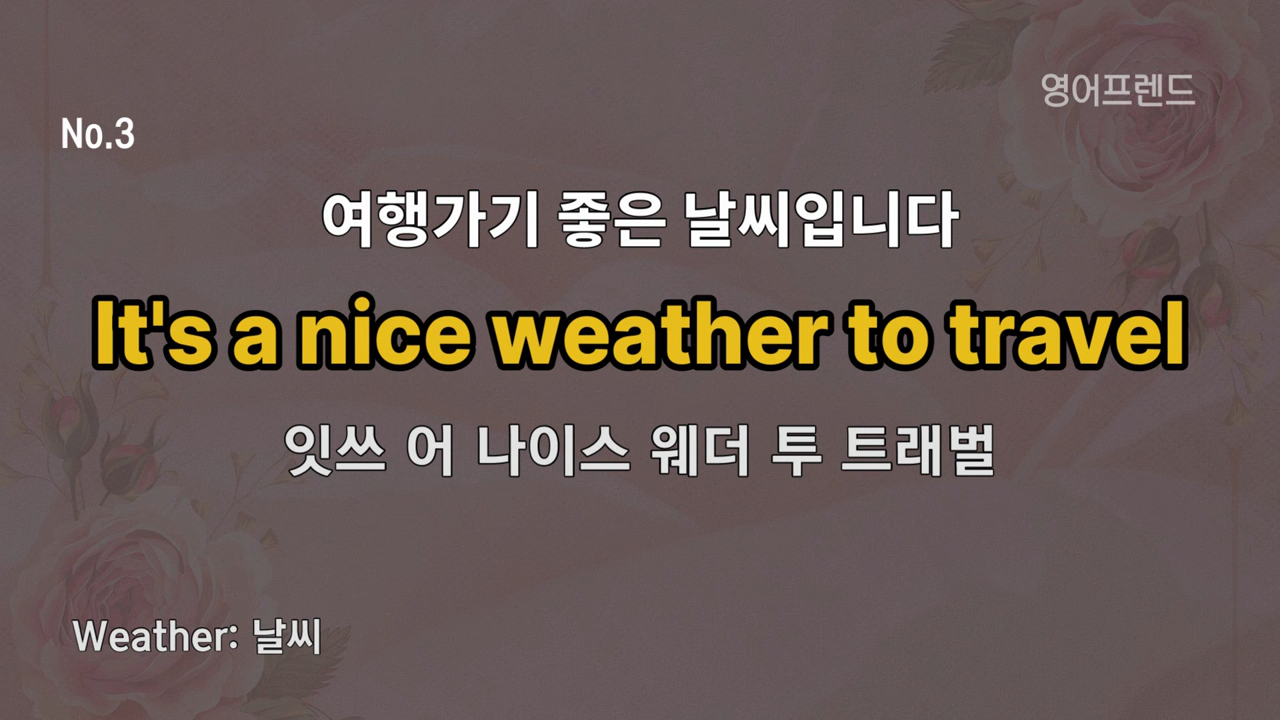 영어프렌드
No.3
여행가기 좋은 날씨입니다
It's a nice weather to travel
잇쓰 어 나이스 웨더 투 트래벌
Weather: 날씨